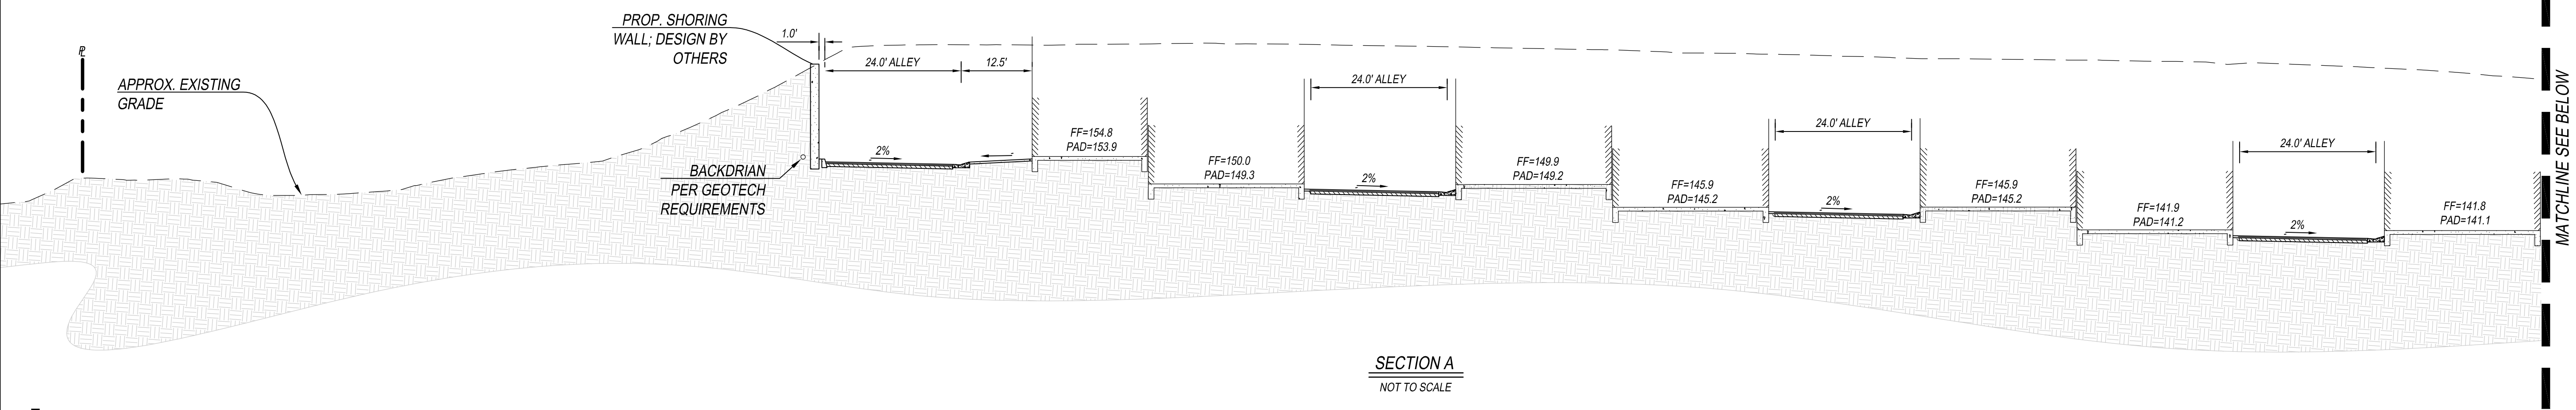 PL
APPROX. EXISTING
GRADE
PROP. SHORING
WALL; DESIGN BY
OTHERS
1.0'
24.0' ALLEY
12.5'
2%
BACKDRIAN
PER GEOTECH
REQUIREMENTS
FF=154.8
PAD=153.9
FF=150.0
PAD=149.3
24.0' ALLEY
2%
FF=149.9
PAD=149.2
FF=145.9
PAD=145.2
24.0' ALLEY
2%
FF=145.9
PAD=145.2
FF=141.9
PAD=141.2
24.0' ALLEY
2%
FF=141.8
PAD=141.1
MATCHLINE SEE BELOW
SECTION A
NOT TO SCALE